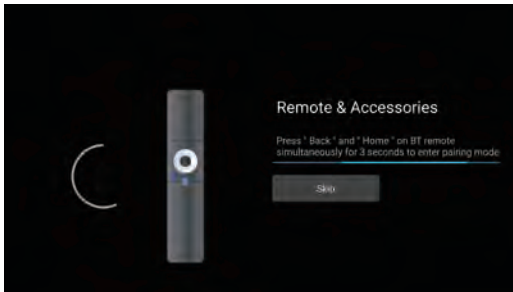 Remote & Accessories
Press " Back " and " Home " on BT remote
simultaneously for 3 seconds to enter pairing mode
Skip